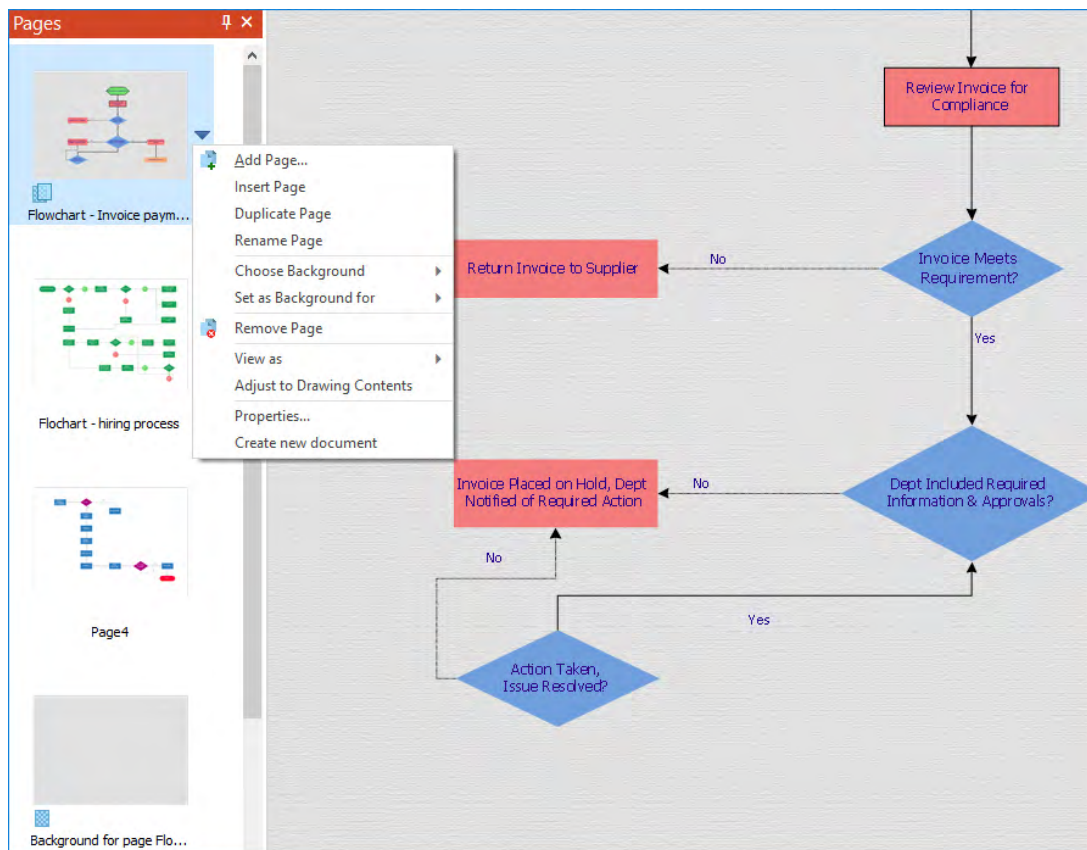 Pages
Flowchart - Invoice paym...
Flochart - hiring process
Page4
Background for page Flo...
Add Page...
Insert Page
Duplicate Page
Rename Page
Choose Background
Set as Background for
Remove Page
View as
Adjust to Drawing Contents
Properties...
Create new document
Review Invoice for
Compliance
Invoice Meets
Requirement?
No
Return Invoice to Supplier
Yes
Dept Included Required
Information & Approvals?
No
Invoice Placed on Hold, Dept
Notified of Required Action
No
Yes
Action Taken,
Issue Resolved?